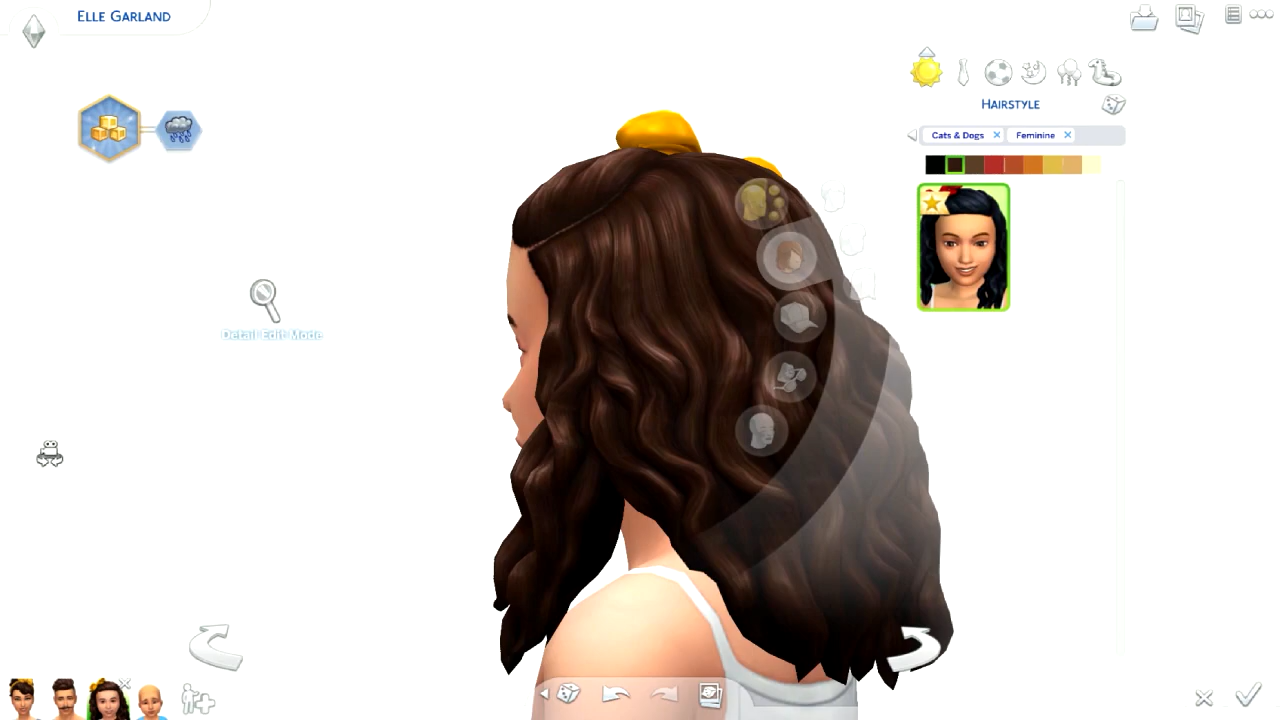 ELLE GARLAND
HAIRSTYLE
Cats & Dogs
Feminine
Detail Edit Mode